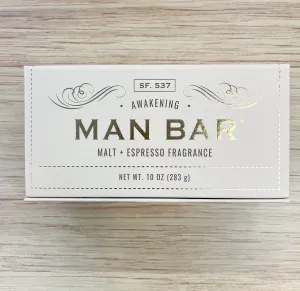 SF. 537
• AWAKENING •
MAN BAR
MALT + ESPRESSO FRAGRANCE
NET WT. 10 OZ (283 g)